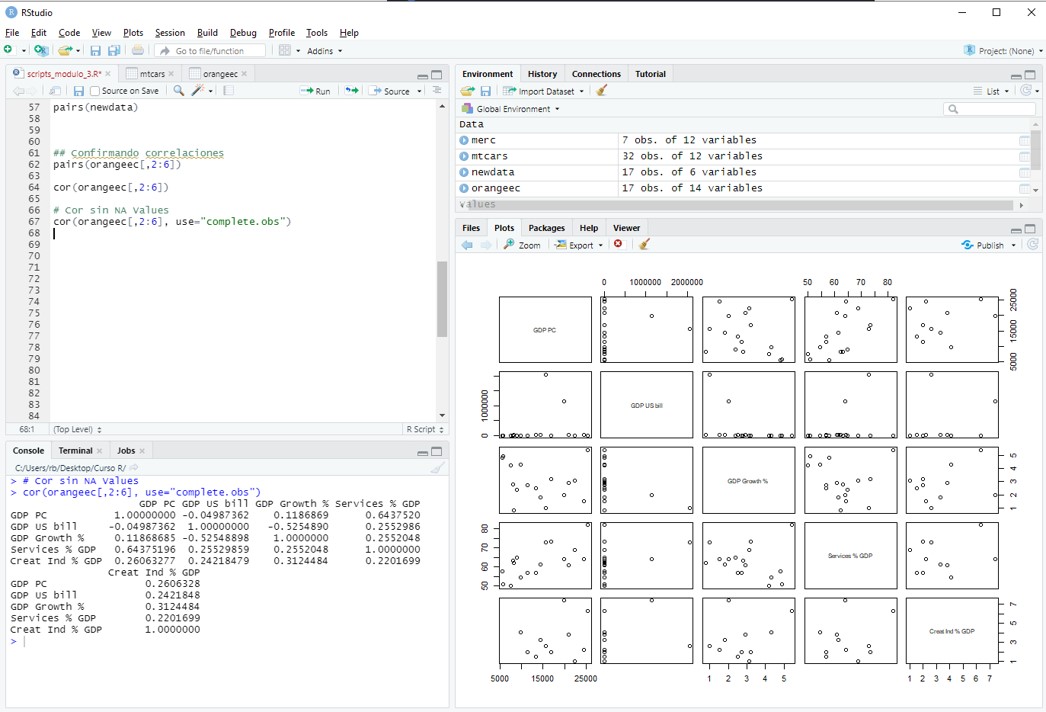 RStudio
File Edit Code View Plots Session Build Debug Profile Tools Help
Go to file/function Addins Project: (None)
scripts_modulo_3.R* mtcars orangeec
Source on Save Run Source
57 pairs(newdata)
58
59
60
61 ## Confirmando correlaciones
62 pairs(orangeec[,2:6])
63
64 cor(orangeec[,2:6])
65
66 # Cor sin NA Values
67 cor(orangeec[,2:6], use="complete.obs")
68
69
70
71
72
73
74
75
76
77
78
79
80
81
82
83
84
68:1 (Top Level) R Script
Console Terminal Jobs
C:/Users/rb/Desktop/Curso R/
> # Cor sin NA Values
> cor(orangeec[,2:6], use="complete.obs")
GDP PC GDP US bill GDP Growth % Services % GDP
GDP PC 1.00000000 -0.04987362 0.1186869 0.6437520
GDP US bill -0.04987362 1.00000000 -0.5254890 0.2552986
GDP Growth % 0.11868685 -0.52548898 1.0000000 0.2552048
Services % GDP 0.64375196 0.25529859 0.2552048 1.0000000
Creat Ind % GDP 0.26063277 0.24218479 0.3124484 0.2201699
Creat Ind % GDP
GDP PC 0.2606328
GDP US bill 0.2421848
GDP Growth % 0.3124484
Services % GDP 0.2201699
Creat Ind % GDP 1.0000000
>
Environment History Connections Tutorial
Import Dataset List
Global Environment
Data
merc 7 obs. of 12 variables
mtcars 32 obs. of 12 variables
newdata 17 obs. of 6 variables
orangeec 17 obs. of 14 variables
Values
Files Plots Packages Help Viewer
Zoom Export Publish
0 1000000 2000000 50 60 70 80
GDP PC
5000 15000 25000
GDP US bill
0 1000000
GDP Growth %
1 2 3 4 5
Services % GDP
50 60 70 80
Creat Ind % GDP
1 3 5 7
5000 15000 25000 1 2 3 4 5 1 2 3 4 5 6 7